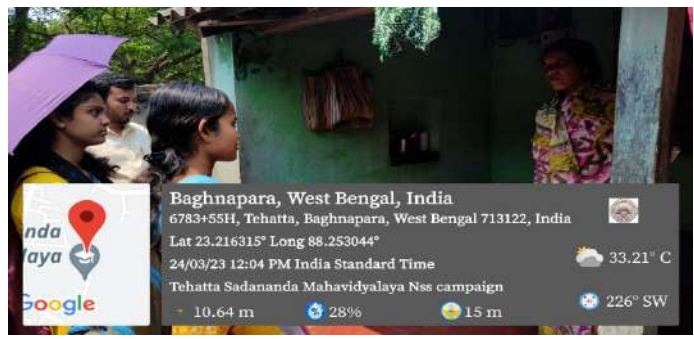 nda
laya
Google
Baghnapara, West Bengal, India
6783+55H, Tehatta, Baghnapara, West Bengal 713122, India
Lat 23.216315° Long 88.253044°
24/03/23 12:04 PM India Standard Time
33.21° C
Tehatta Sadananda Mahavidyalaya Nss campaign
10.64 m 28% 15 m 226° SW